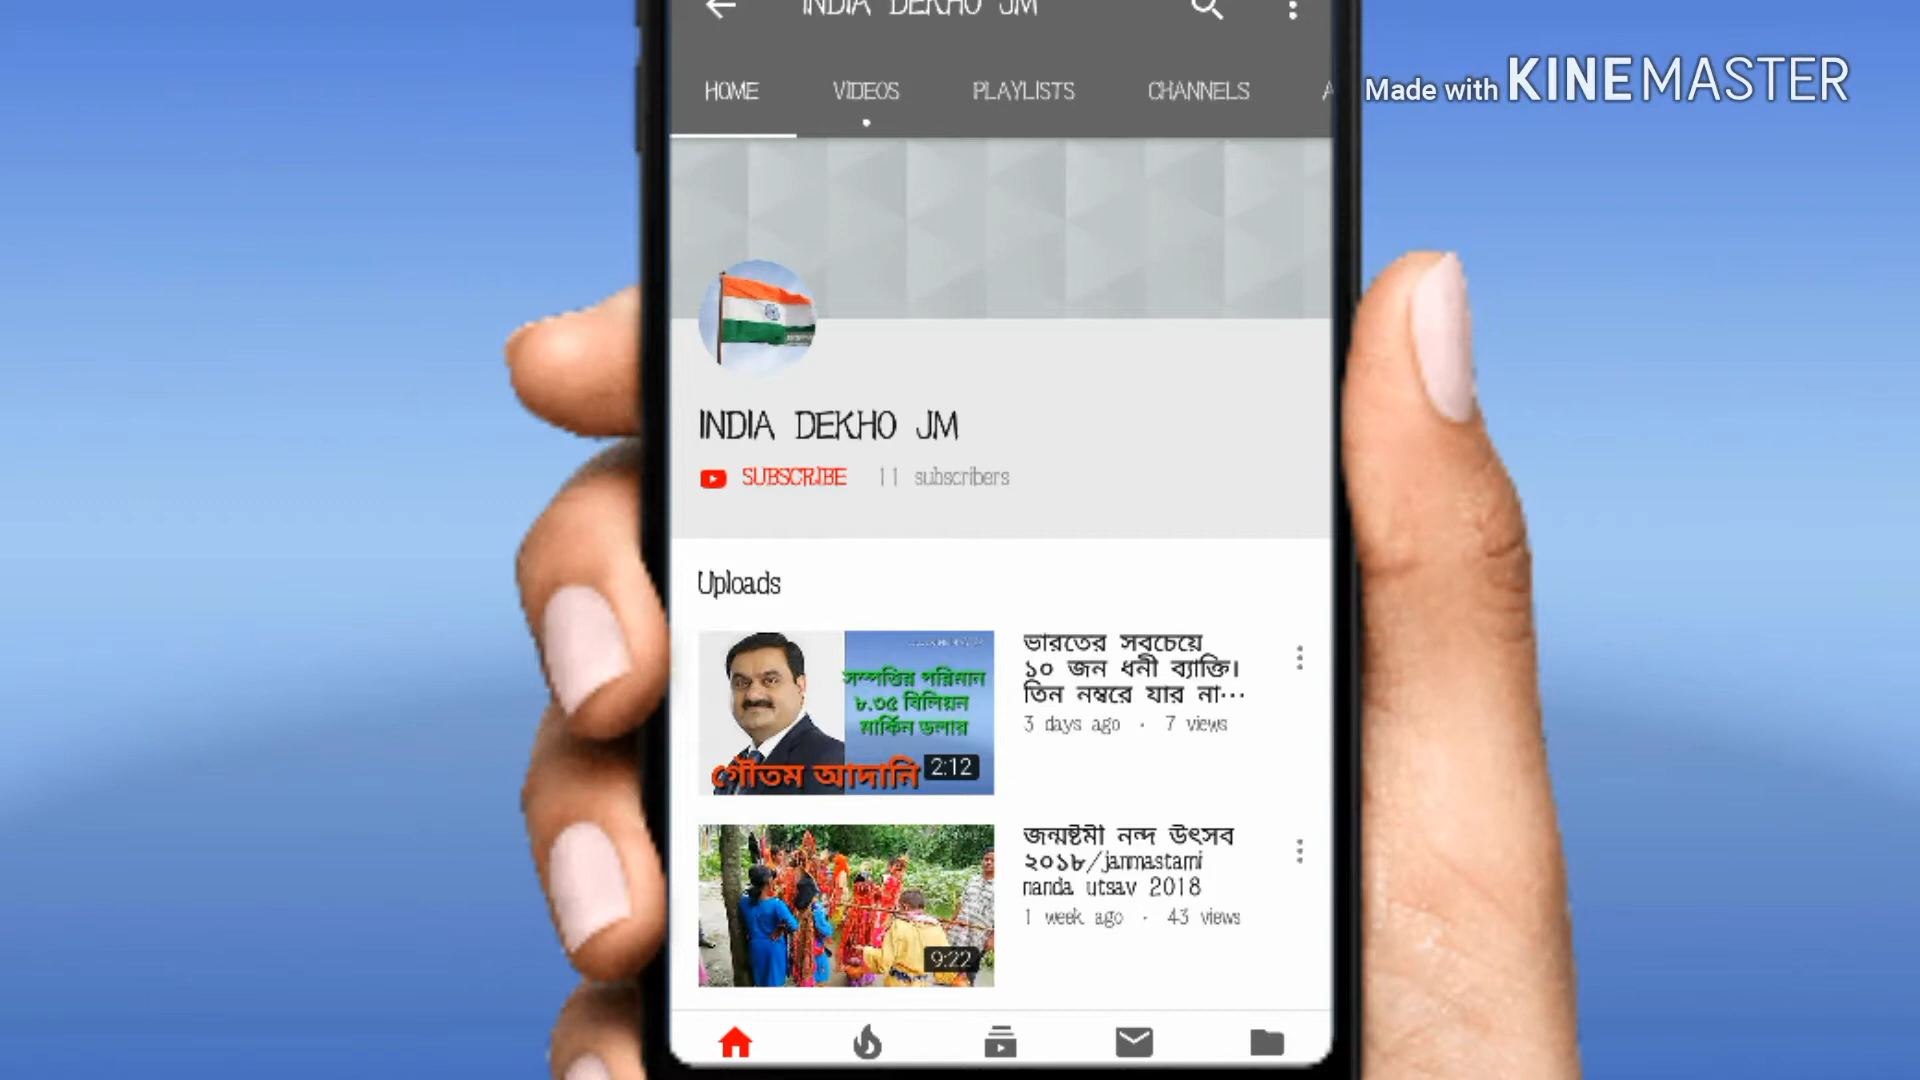 INDIA DEKHO JM
Made with KINEMASTER
HOME VIDEOS PLAYLISTS CHANNELS A
INDIA DEKHO JM
SUBSCRIBE 11 subscribers
Uploads
সম্পত্তির পরিমান
৮.৩৫ বিলিয়ন
মার্কিন ডলার
গৌতম আদানি
2:12
ভারতের সবচেয়ে
১০ জন ধনী ব্যাক্তি।
তিন নম্বরে যার না...
3 days ago · 7 views
9:22
জন্মষ্টমী নন্দ উৎসব
২০১৮/janmastami
nanda utsav 2018
1 week ago · 43 views